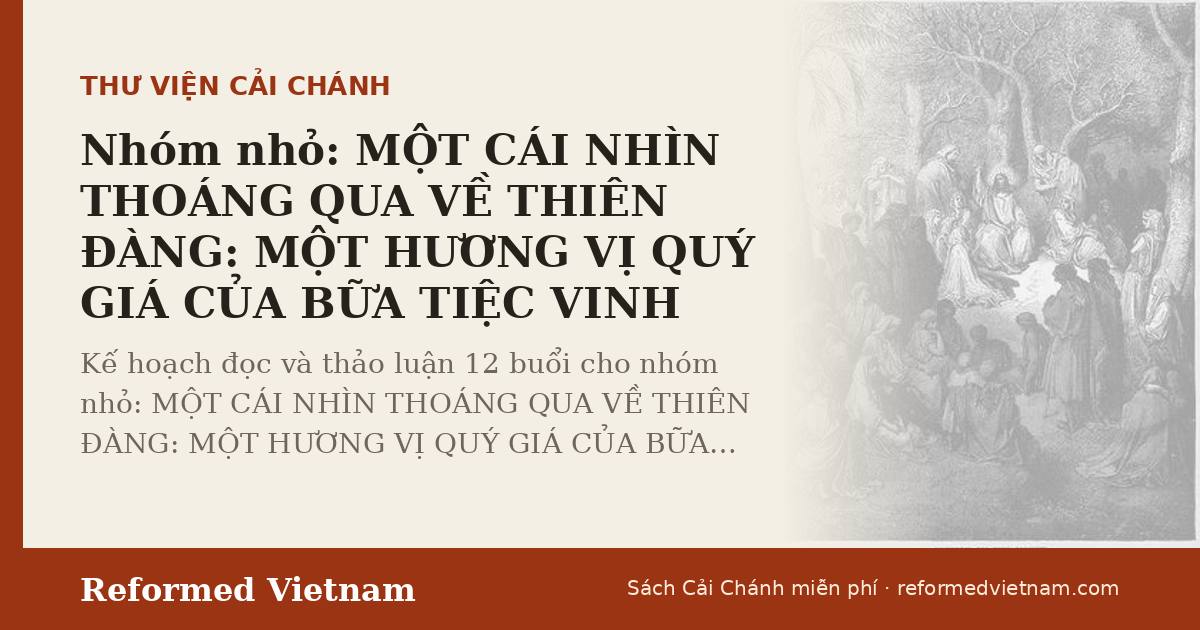 THƯ VIỆN CẢI CHÁNH
Nhóm nhỏ: MỘT CÁI NHÌN
THOÁNG QUA VỀ THIÊN
ĐÀNG: MỘT HƯƠNG VỊ QUÝ
GIÁ CỦA BỮA TIỆC VINH
Kế hoạch đọc và thảo luận 12 buổi cho nhóm
nhỏ: MỘT CÁI NHÌN THOÁNG QUA VỀ THIÊN
ĐÀNG: MỘT HƯƠNG VỊ QUÝ GIÁ CỦA BỮA…
Reformed Vietnam
Sách Cải Chánh miễn phí · reformedvietnam.com